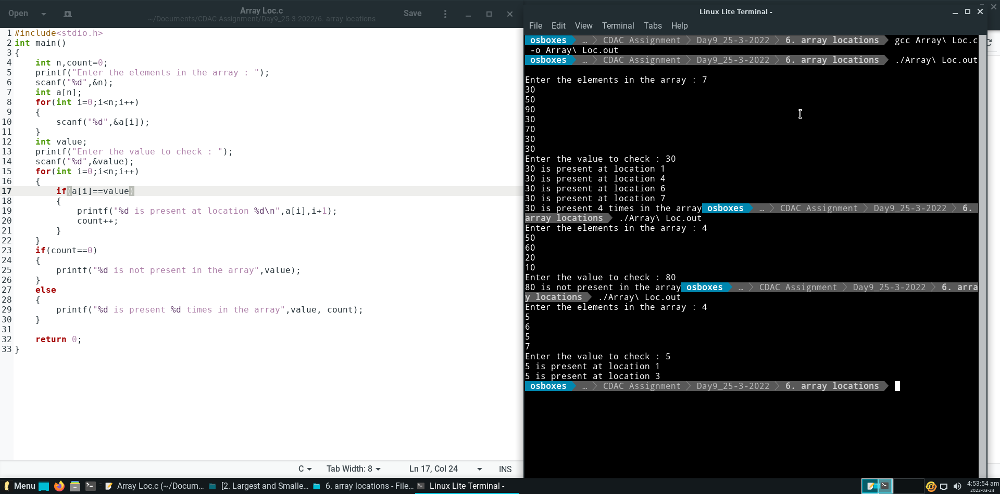 Open
Array Loc.c
~/Documents/CDAC Assignment/Day9_25-3-2022/6. array locations
Save
1 #include<stdio.h>
2 int main()
3 {
4     int n,count=0;
5     printf("Enter the elements in the array : ");
6     scanf("%d",&n);
7     int a[n];
8     for(int i=0;i<n;i++)
9     {
10         scanf("%d",&a[i]);
11     }
12     int value;
13     printf("Enter the value to check : ");
14     scanf("%d",&value);
15     for(int i=0;i<n;i++)
16     {
17         if(a[i]==value)
18         {
19             printf("%d is present at location %d\n",a[i],i+1);
20             count++;
21         }
22     }
23     if(count==0)
24     {
25         printf("%d is not present in the array",value);
26     }
27     else
28     {
29         printf("%d is present %d times in the array",value, count);
30     }
31
32     return 0;
33 }
C Tab Width: 8 Ln 17, Col 24 INS
Linux Lite Terminal -
File Edit View Terminal Tabs Help
osboxes … CDAC Assignment Day9_25-3-2022 6. array locations gcc Array\ Loc.c
-o Array\ Loc.out
osboxes … CDAC Assignment Day9_25-3-2022 6. array locations ./Array\ Loc.out
Enter the elements in the array : 7
30
50
90
30
70
30
30
Enter the value to check : 30
30 is present at location 1
30 is present at location 4
30 is present at location 6
30 is present at location 7
30 is present 4 times in the array osboxes … CDAC Assignment Day9_25-3-2022 6.
array locations ./Array\ Loc.out
Enter the elements in the array : 4
50
60
20
10
Enter the value to check : 80
80 is not present in the array osboxes … CDAC Assignment Day9_25-3-2022 6. arra
y locations ./Array\ Loc.out
Enter the elements in the array : 4
5
6
5
7
Enter the value to check : 5
5 is present at location 1
5 is present at location 3
osboxes … CDAC Assignment Day9_25-3-2022 6. array locations
Menu Array Loc.c (~/Docum... [2. Largest and Smalle... 6. array locations - File... Linux Lite Terminal - 4:53:54 am
2022-03-24